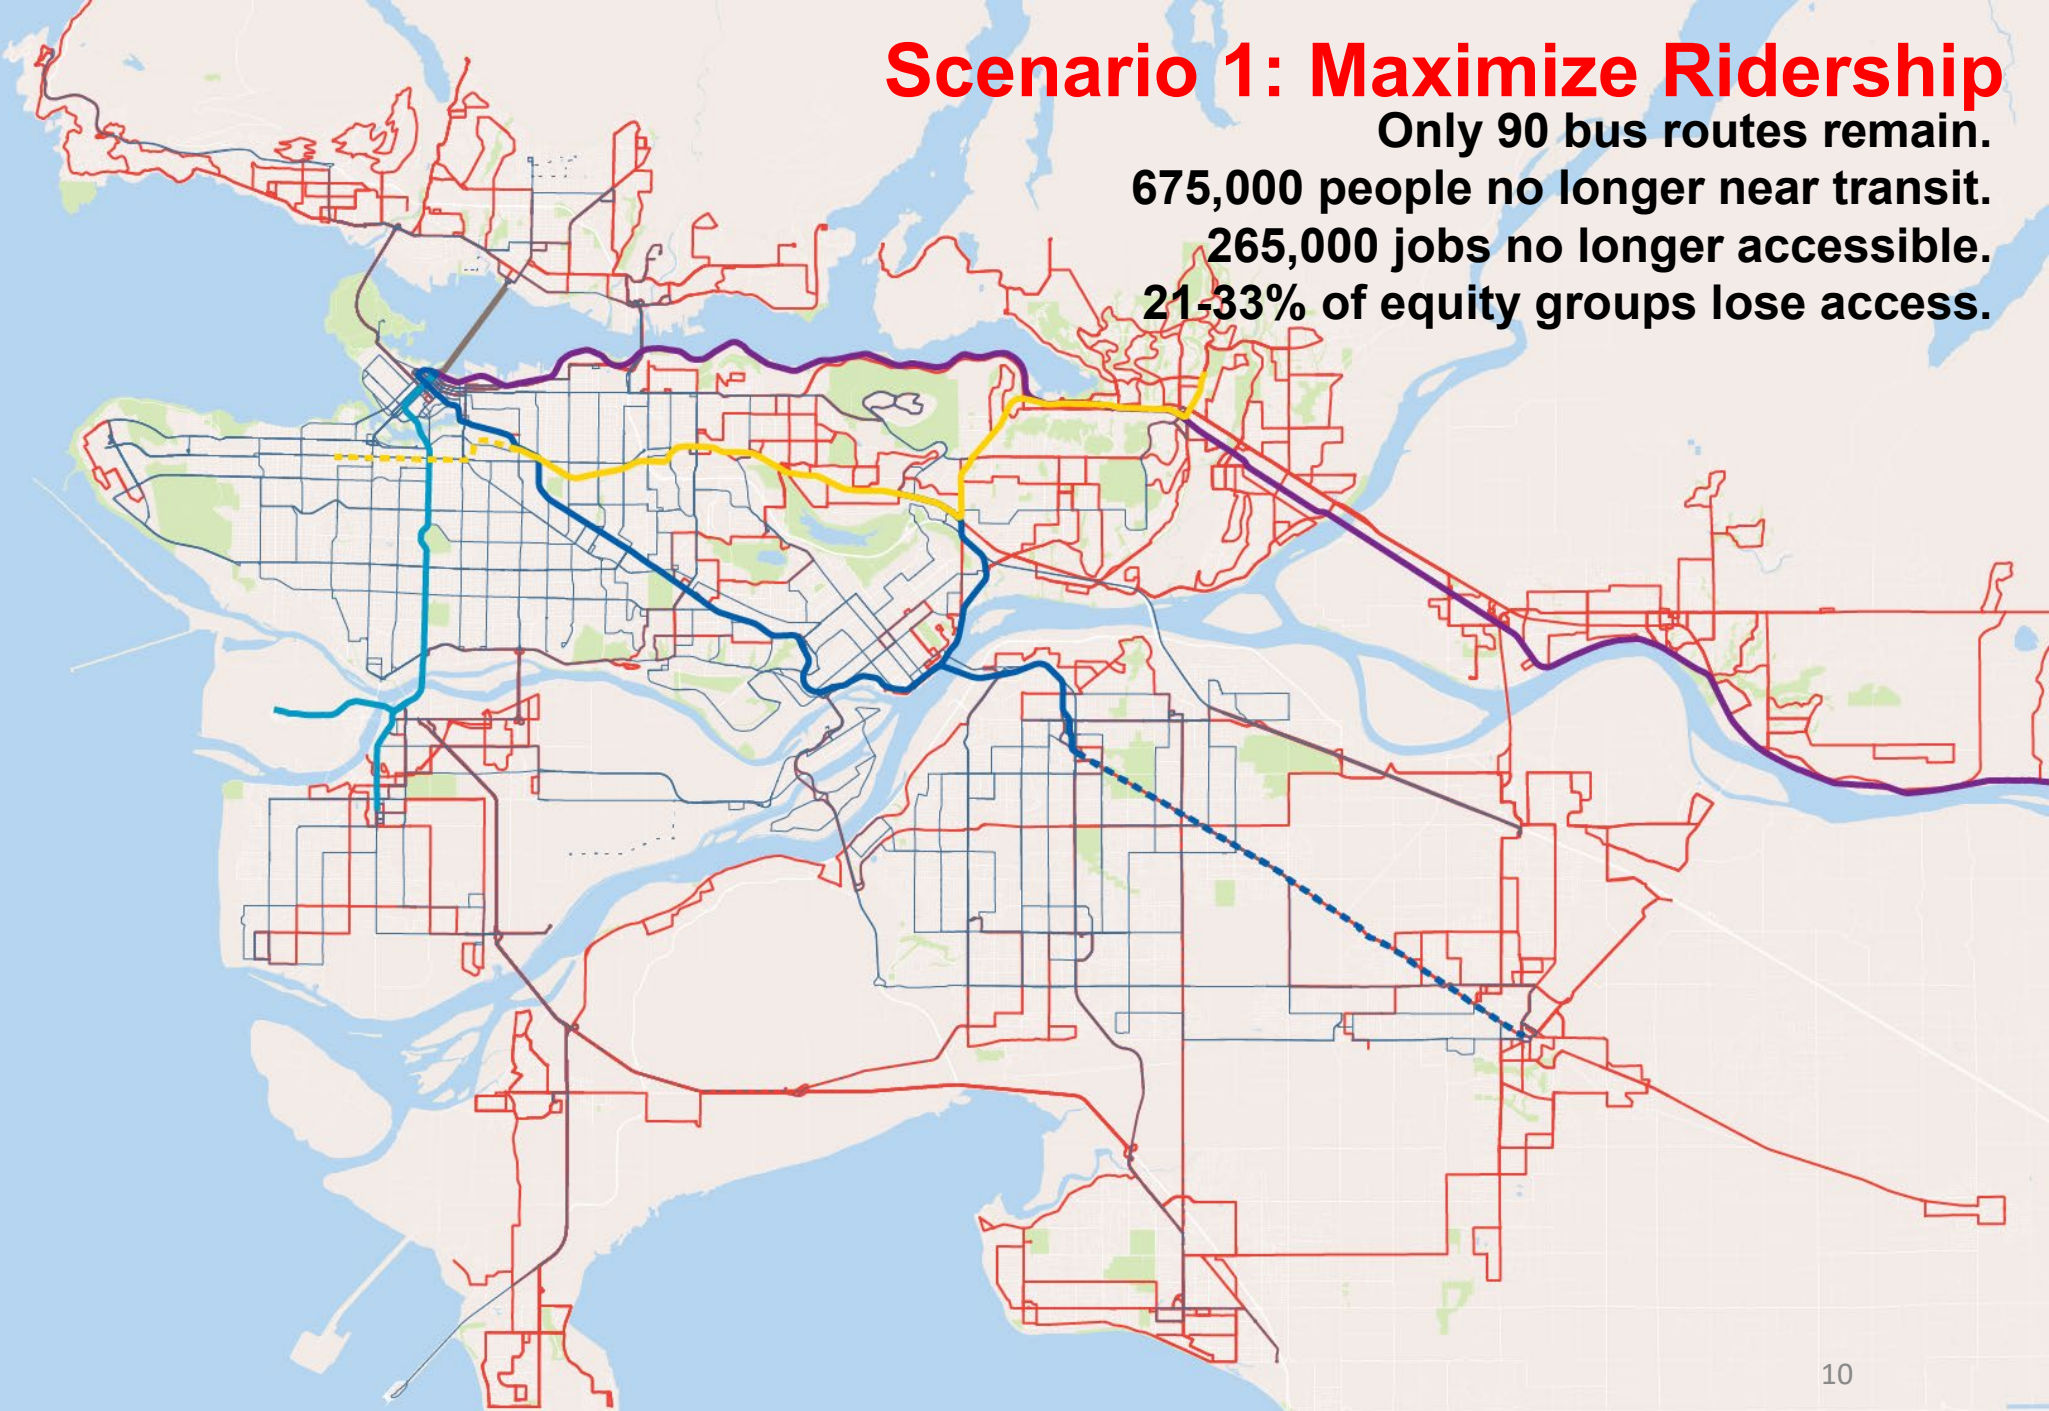 Scenario 1: Maximize Ridership
Only 90 bus routes remain.
675,000 people no longer near transit.
265,000 jobs no longer accessible.
21-33% of equity groups lose access.
10